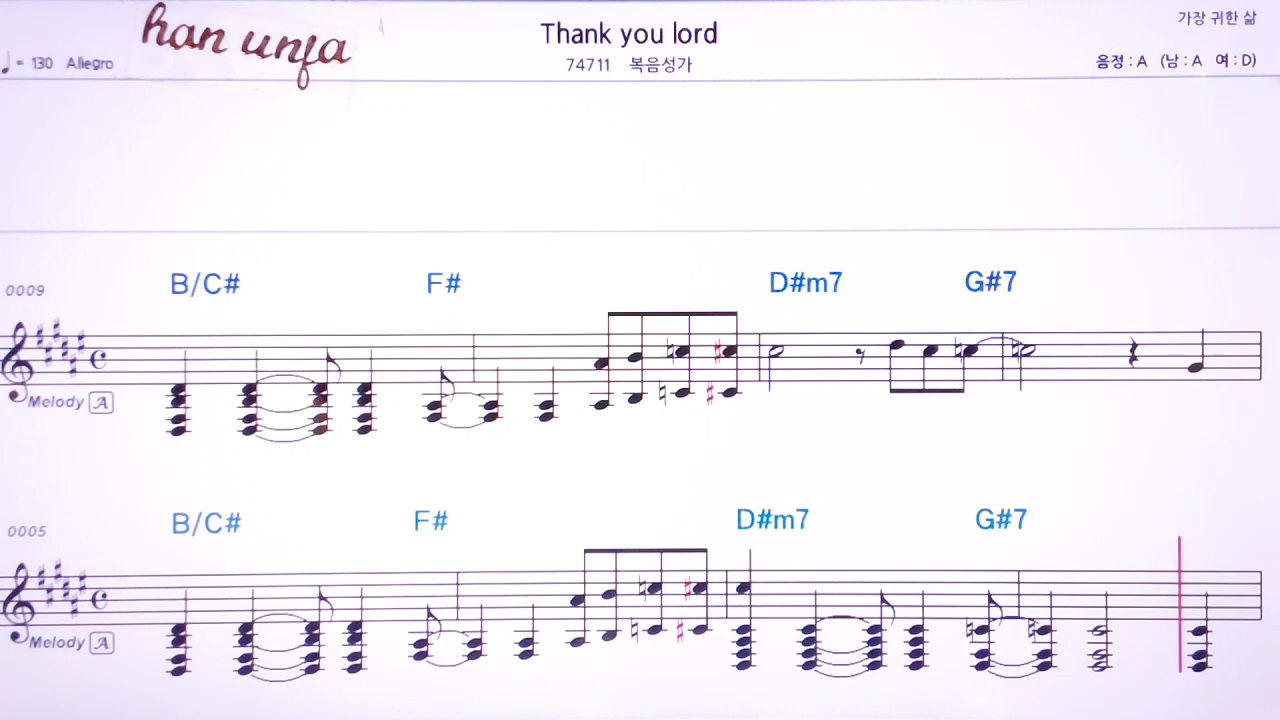 han unfa
Thank you lord
가장 귀한 삶
♩= 130 Allegro
74711 복음성가
음정 : A (남 : A 여 : D)
0009
B/C# F# D#m7 G#7
Melody A
0005
B/C# F# D#m7 G#7
Melody A